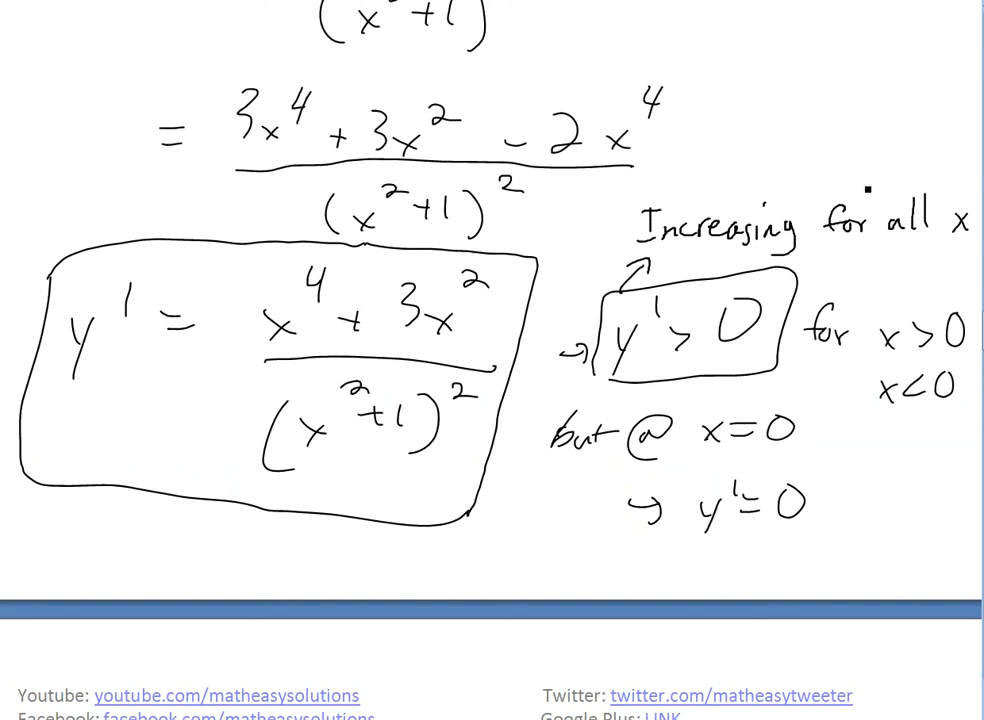 (x²+1)
= 3x⁴ + 3x² - 2x⁴
(x²+1)²
Increasing for all x
y' = x⁴ + 3x²
(x²+1)²
→ y' > 0 for x > 0
x < 0
but @ x = 0
↪ y' = 0
Youtube: youtube.com/matheasysolutions
Twitter: twitter.com/matheasytweeter
Facebook: facebook.com/matheasysolutions
Google Plus: LINK